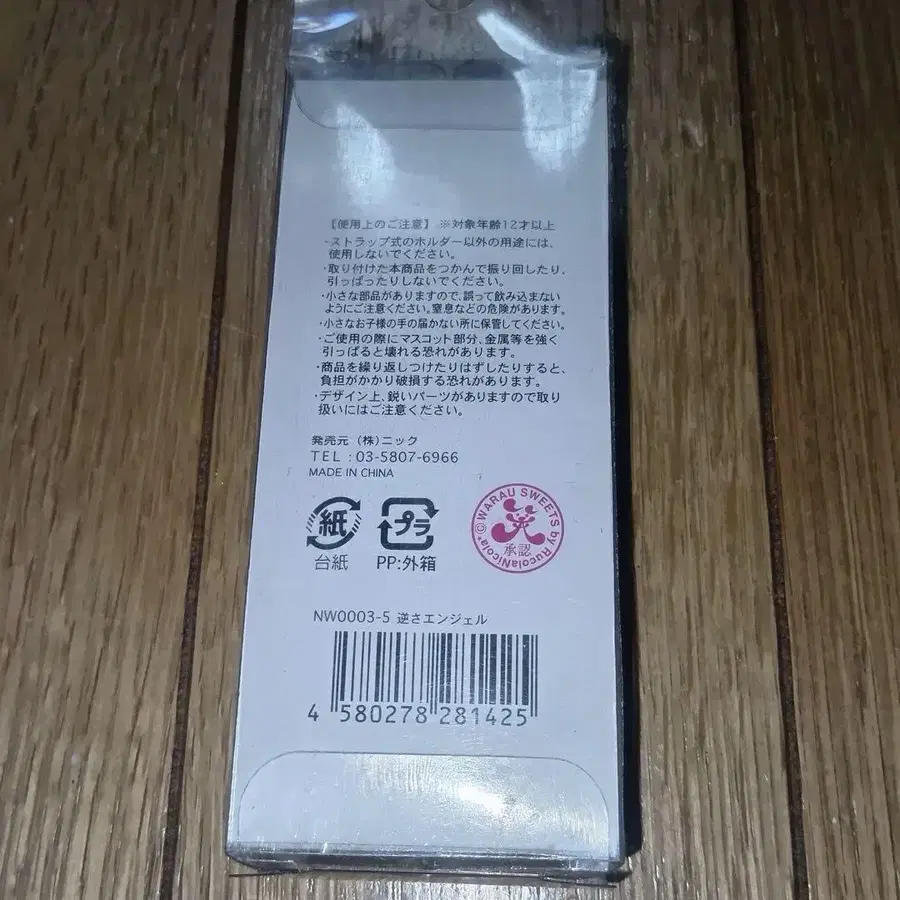 【使用上のご注意】 ※対象年齢12才以上
・ストラップ式のホルダー以外の用途には、
使用しないでください。
・取り付けた本商品をつかんで振り回したり、
引っぱったりしないでください。
・小さな部品がありますので、誤って飲み込まない
ようにご注意ください。窒息などの危険があります。
・小さなお子様の手の届かない所に保管してください。
・ご使用の際にマスコット部分、金属等を強く
引っぱると壊れる恐れがあります。
・商品を繰り返しつけたりはずしたりすると、
負担がかかり破損する恐れがあります。
・デザイン上、鋭いパーツがありますので取り
扱いにはご注意ください。
発売元 (株)ニック
TEL : 03-5807-6966
MADE IN CHINA
紙
台紙
プラ
PP:外箱
©WARAU SWEETS by RucolaNicola*
笑
承認
NW0003-5 逆さエンジェル
4 580278 281425